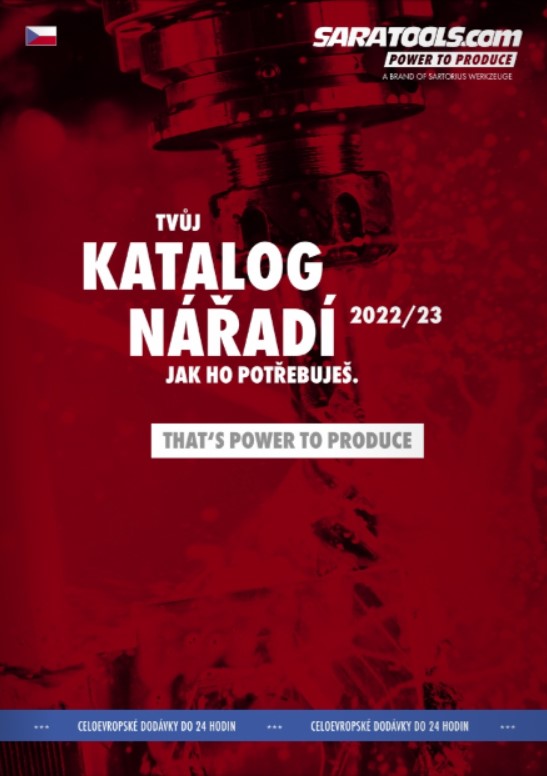 SARATOOLS.com
POWER TO PRODUCE
A BRAND OF SARTORIUS WERKZEUGE
TVŮJ
KATALOG
NÁŘADÍ 2022/23
JAK HO POTŘEBUJEŠ.
THAT'S POWER TO PRODUCE
*** CELOEVROPSKÉ DODÁVKY DO 24 HODIN *** CELOEVROPSKÉ DODÁVKY DO 24 HODIN ***